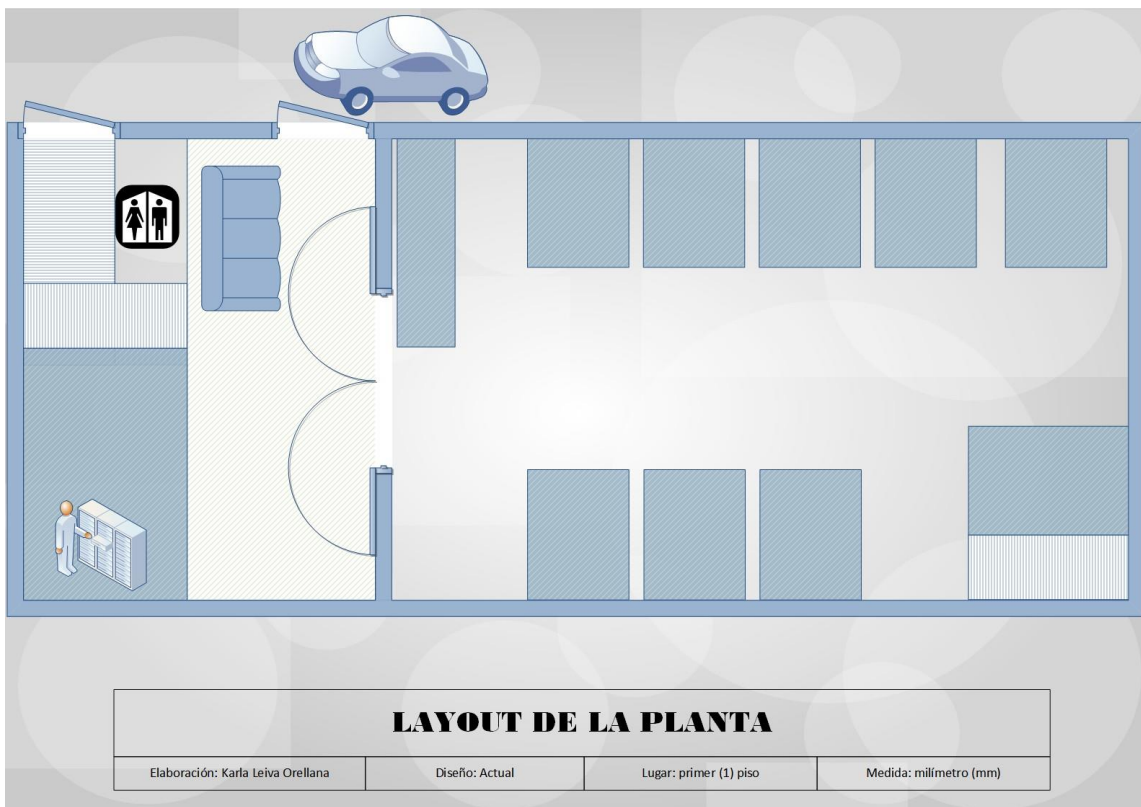 LAYOUT DE LA PLANTA
Elaboración: Karla Leiva Orellana
Diseño: Actual
Lugar: primer (1) piso
Medida: milímetro (mm)